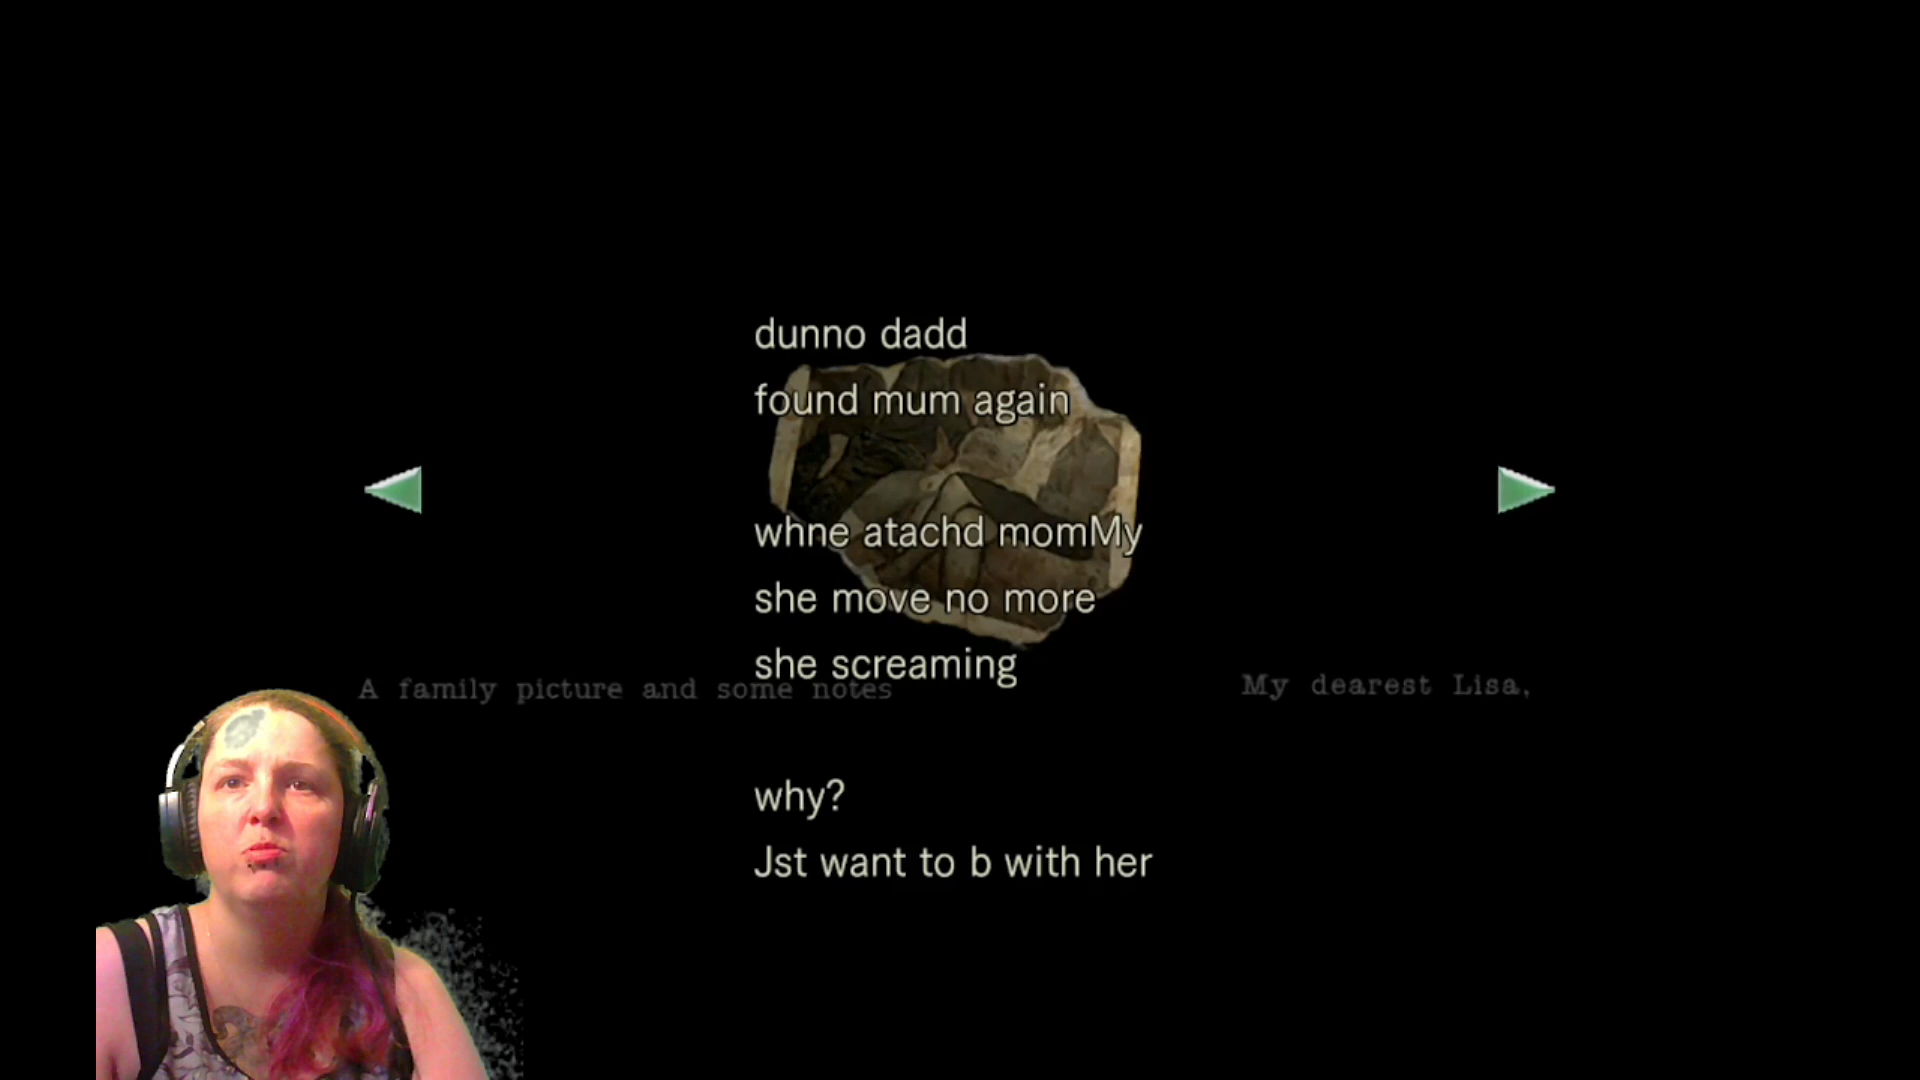 dunno dadd
found mum again
whne atachd momMy
she move no more
she screaming
A family picture and some notes
My dearest Lisa,
why?
Jst want to b with her